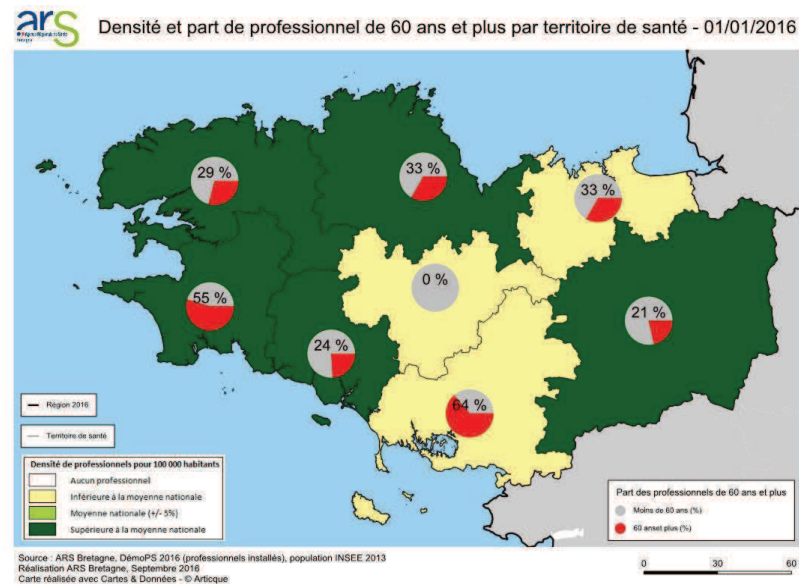 ars
Densité et part de professionnel de 60 ans et plus par territoire de santé - 01/01/2016
29 %
33 %
33 %
0 %
55 %
21 %
24 %
64 %
Région 2016
Territoire de santé
Densité de professionnels pour 100 000 habitants
Aucun professionnel
Inférieure à la moyenne nationale
Moyenne nationale (+/- 5%)
Supérieure à la moyenne nationale
Part des professionnels de 60 ans et plus
Moins de 60 ans (%)
60 anset plus (%)
Source : ARS Bretagne, DémoPS 2016 (professionnels installés), population INSEE 2013
Réalisation ARS Bretagne, Septembre 2016
Carte réalisée avec Cartes & Données - © Articque
0 30 60